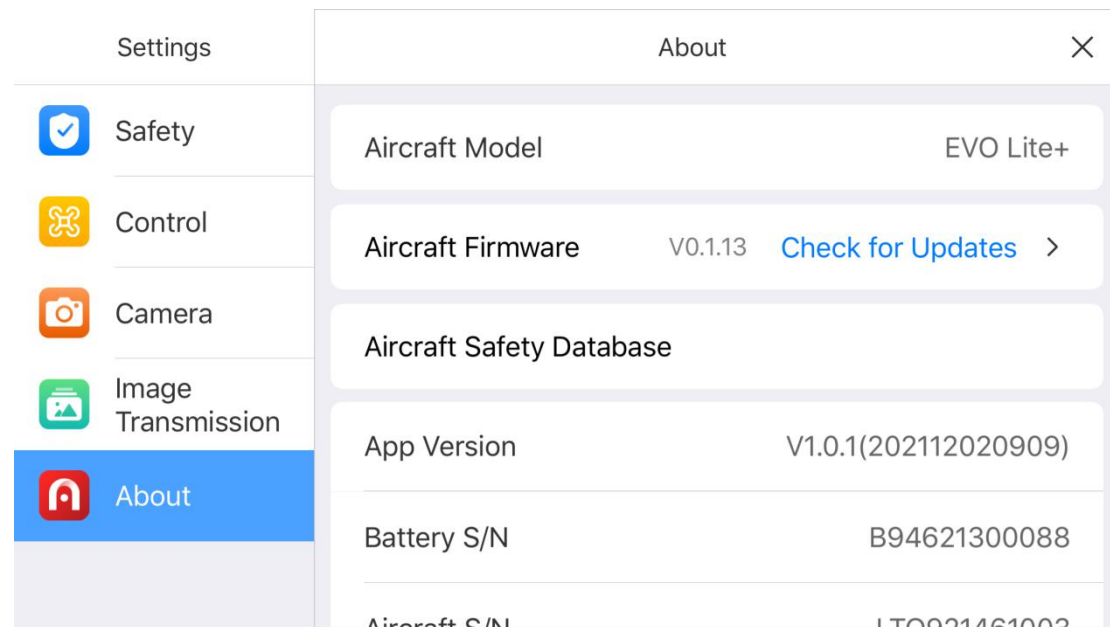 Settings
About
Safety
Control
Camera
Image
Transmission
About
Aircraft Model EVO Lite+
Aircraft Firmware V0.1.13 Check for Updates >
Aircraft Safety Database
App Version V1.0.1(202112020909)
Battery S/N B94621300088
Aircraft S/N